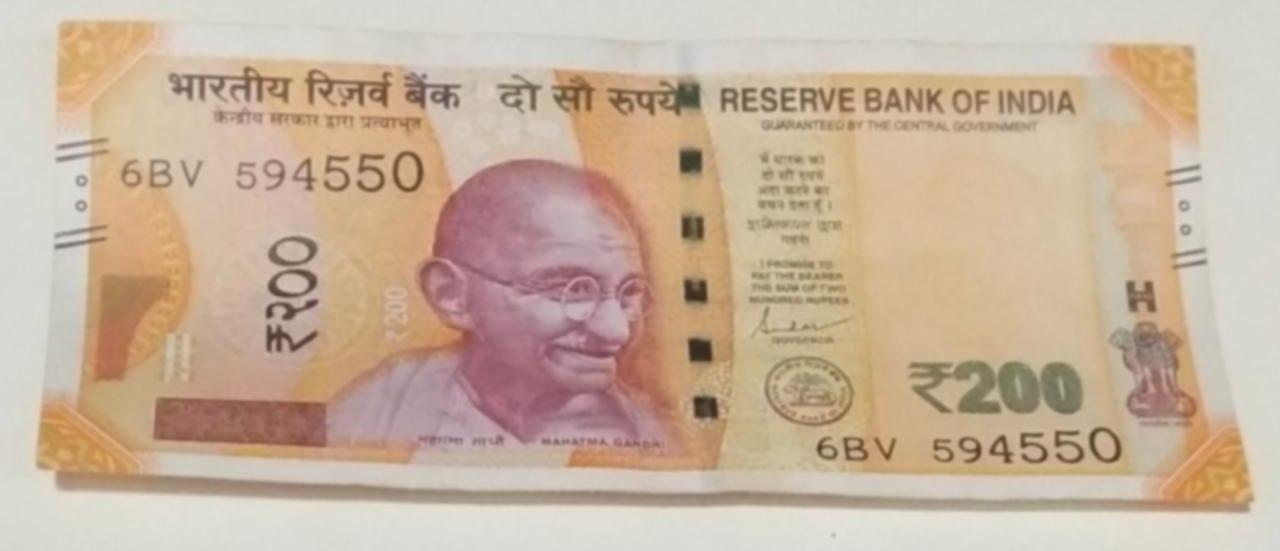 भारतीय रिज़र्व बैंक दो सौ रुपये RESERVE BANK OF INDIA
केन्द्रीय सरकार द्वारा प्रत्याभूत GUARANTEED BY THE CENTRAL GOVERNMENT
6BV 594550
₹२००
₹200
मैं धारक को
दो सौ रुपये
अदा करने का
वचन देता हूँ।
I PROMISE TO
PAY THE BEARER
THE SUM OF TWO
HUNDRED RUPEES
GOVERNOR
₹200
महात्मा गांधी MAHATMA GANDHI
6BV 594550